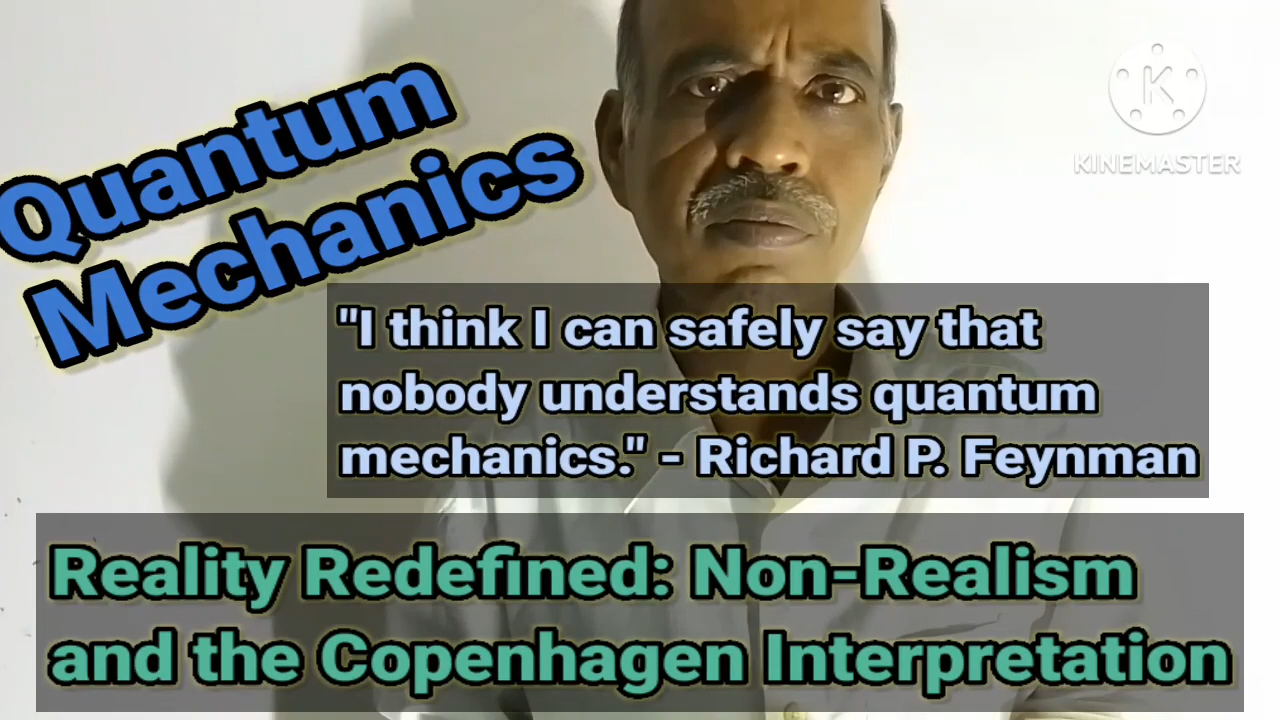 Quantum
Mechanics
K
KINEMASTER
"I think I can safely say that
nobody understands quantum
mechanics." - Richard P. Feynman
Reality Redefined: Non-Realism
and the Copenhagen Interpretation